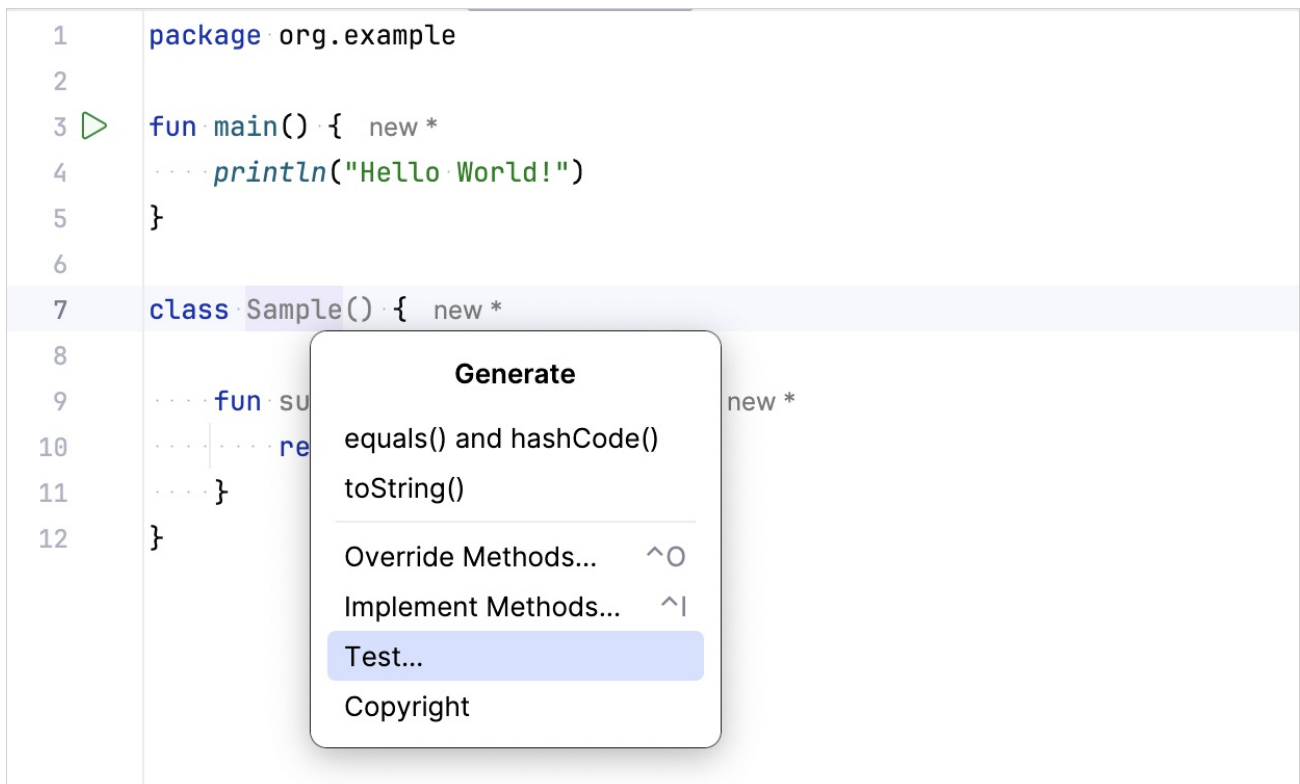 1 package org.example
2
3 fun main() { new *
4 println("Hello World!")
5 }
6
7 class Sample() { new *
8
9 fun su new *
10 re
11 }
12 }
Generate
equals() and hashCode()
toString()
Override Methods... ^O
Implement Methods... ^I
Test...
Copyright